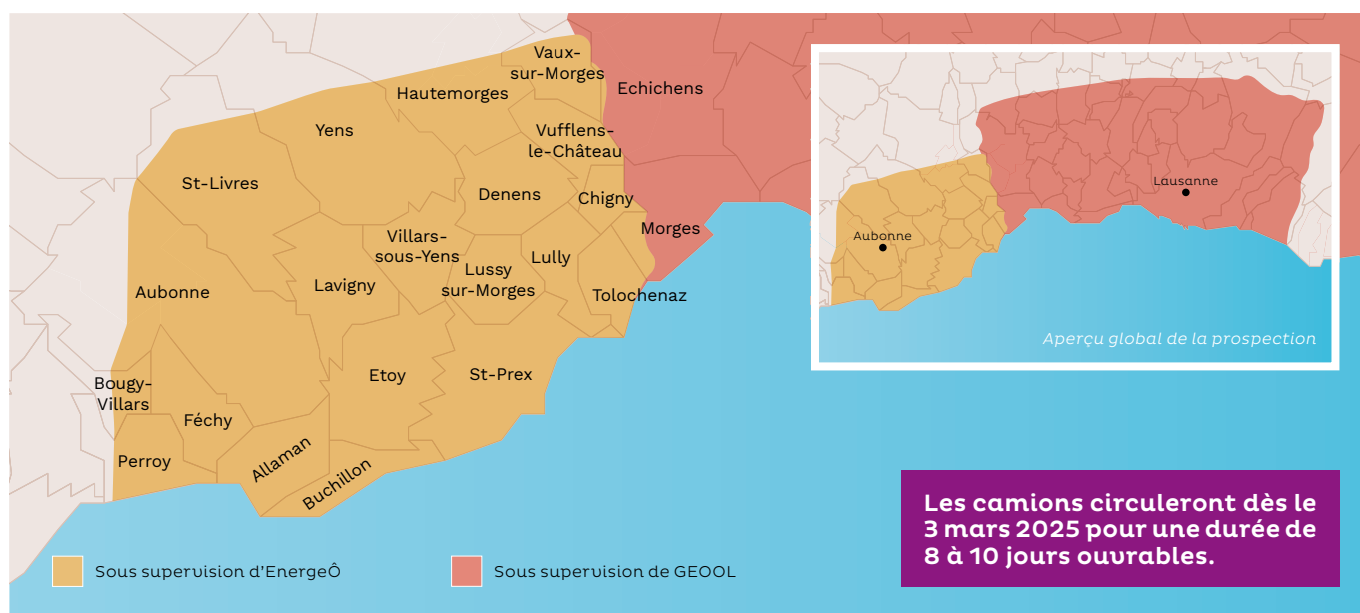 Vaux-
sur-Morges
Hautemorges
Echichens
Yens
Vufflens-
le-Château
St-Livres
Denens
Chigny
Morges
Villars-
sous-Yens
Lully
Lussy
sur-Morges
Aubonne
Lavigny
Tolochenaz
Bougy-
Villars
Etoy
St-Prex
Féchy
Perroy
Allaman
Buchillon
Lausanne
Aubonne
Aperçu global de la prospection
Les camions circuleront dès le
3 mars 2025 pour une durée de
8 à 10 jours ouvrables.
Sous supervision d'EnergeÔ
Sous supervision de GEOOL